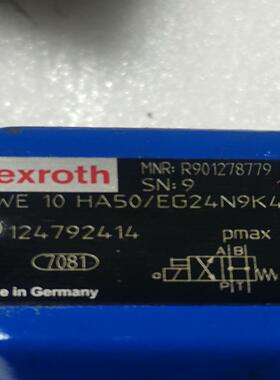 exroth
MNR: R901278779
SN: 9
WE 10 HA50/EG24N9K4
124792414
7081
pmax
A B
P T
e in Germany